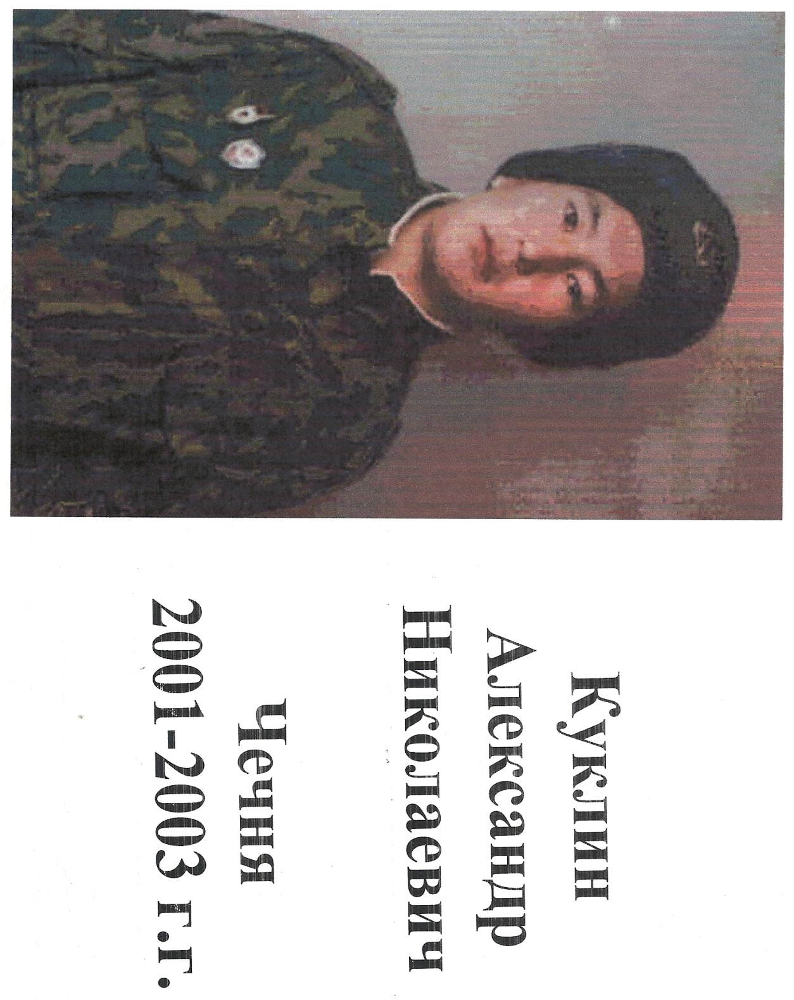 Куклин
Александр
Николаевич
Чечня
2001-2003 г.г.